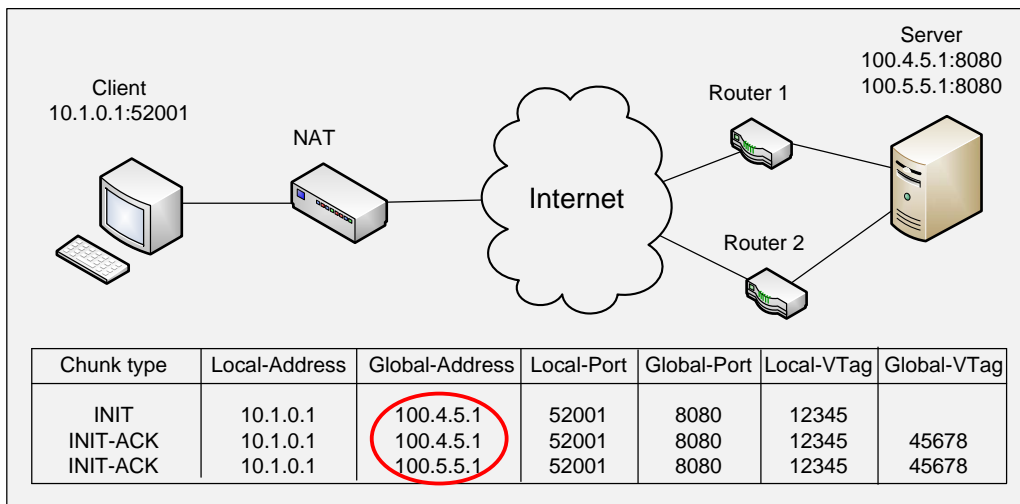 Server
100.4.5.1:8080
100.5.5.1:8080
Client
10.1.0.1:52001
Router 1
NAT
Internet
Router 2
Chunk type Local-Address Global-Address Local-Port Global-Port Local-VTag Global-VTag
INIT 10.1.0.1 100.4.5.1 52001 8080 12345
INIT-ACK 10.1.0.1 100.4.5.1 52001 8080 12345 45678
INIT-ACK 10.1.0.1 100.5.5.1 52001 8080 12345 45678